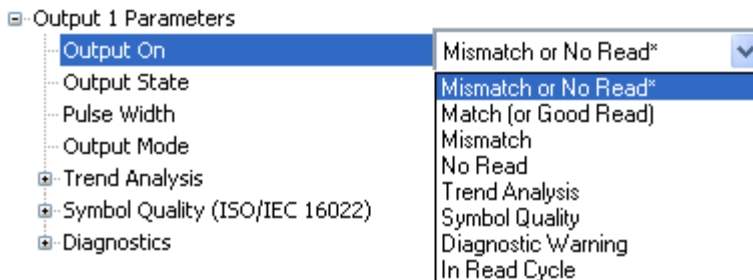 Output 1 Parameters
Output On
Mismatch or No Read*
Output State
Pulse Width
Output Mode
Trend Analysis
Symbol Quality (ISO/IEC 16022)
Diagnostics
Mismatch or No Read*
Match (or Good Read)
Mismatch
No Read
Trend Analysis
Symbol Quality
Diagnostic Warning
In Read Cycle